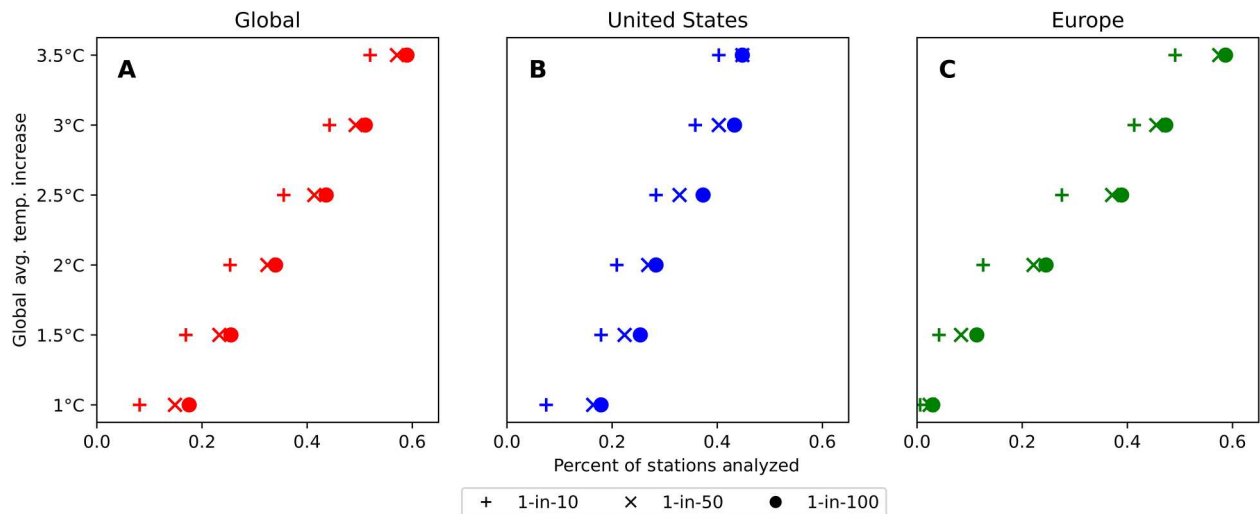 Global
United States
Europe
A
B
C
Global avg. temp. increase
3.5°C
3°C
2.5°C
2°C
1.5°C
1°C
0.0 0.2 0.4 0.6
0.0 0.2 0.4 0.6
0.0 0.2 0.4 0.6
Percent of stations analyzed
1-in-10 1-in-50 1-in-100